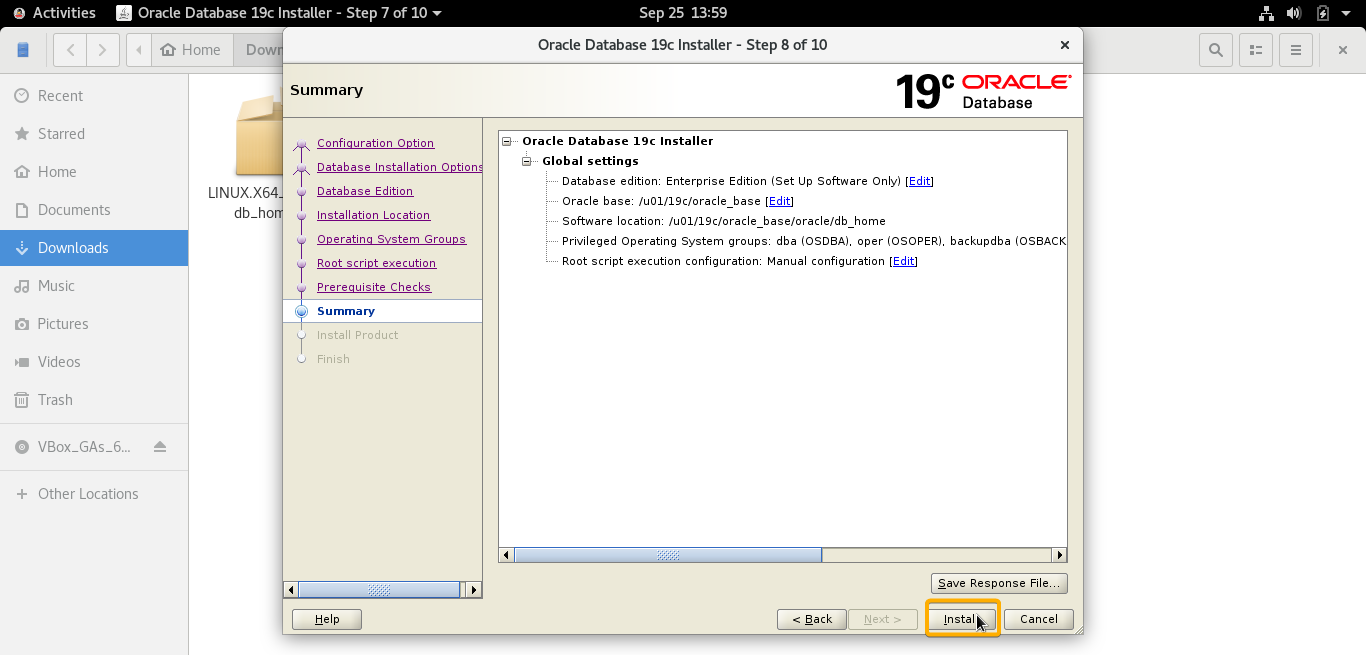 Activities
Oracle Database 19c Installer - Step 7 of 10
Sep 25 13:59
Home
Down
Recent
Starred
Home
Documents
Downloads
Music
Pictures
Videos
Trash
VBox_GAs_6...
Other Locations
LINUX.X64_
db_hom
Oracle Database 19c Installer - Step 8 of 10
Summary
19c ORACLE
Database
Configuration Option
Database Installation Options
Database Edition
Installation Location
Operating System Groups
Root script execution
Prerequisite Checks
Summary
Install Product
Finish
Oracle Database 19c Installer
Global settings
Database edition: Enterprise Edition (Set Up Software Only) [Edit]
Oracle base: /u01/19c/oracle_base [Edit]
Software location: /u01/19c/oracle_base/oracle/db_home
Privileged Operating System groups: dba (OSDBA), oper (OSOPER), backupdba (OSBACK
Root script execution configuration: Manual configuration [Edit]
Save Response File...
Help
< Back
Next >
Instal
Cancel